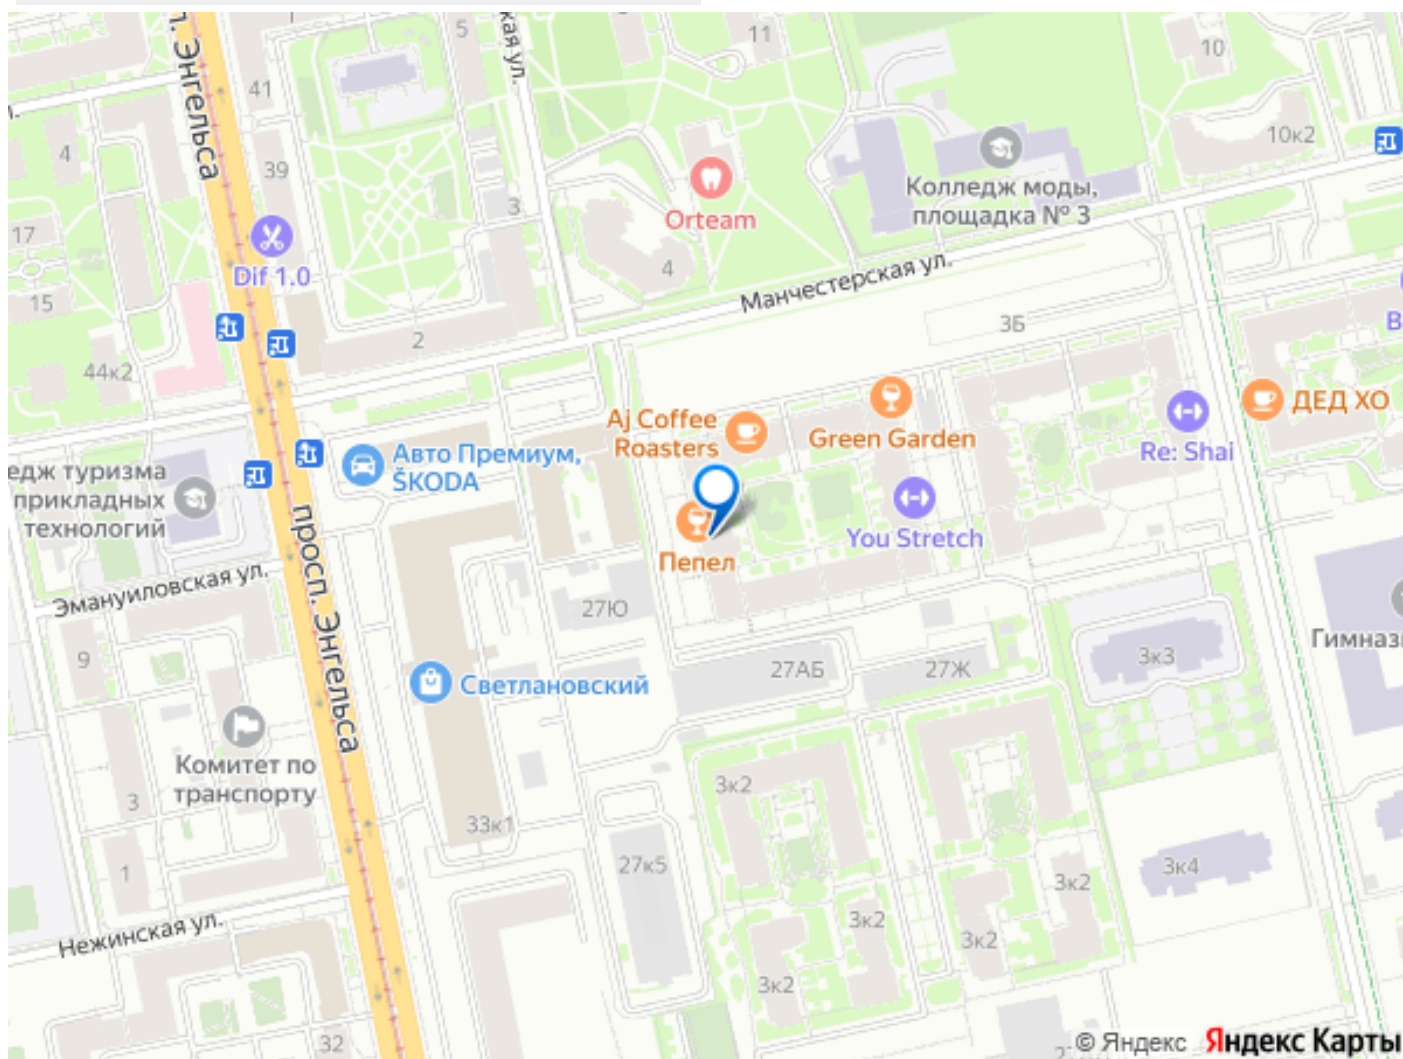 5
11
10
41
просп. Энгельса
4
39
3
17
Dif 1.0
15
44к2
2
Orteam
4
Колледж моды,
площадка № 3
10к2
Манчестерская ул.
3Б
Aj Coffee
Roasters
Green Garden
Re: Shai
ДЕД ХО
Авто Премиум,
ŠKODA
прикладных
технологий
туризма
You Stretch
Пепел
Эмануиловская ул.
27Ю
9
27АБ
27Ж
3к3
Светлановский
Комитет по
транспорту
3
1
33к1
3к2
27к5
3к4
3к2
3к2
3к2
3к2
Нежинская ул.
32
© Яндекс Яндекс Карты